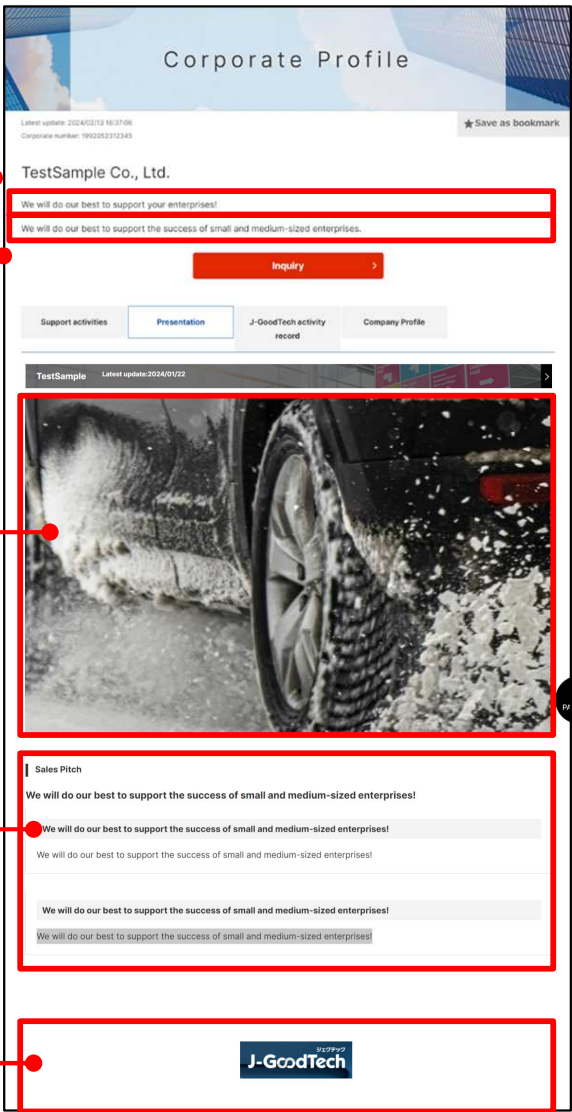 Corporate Profile
Latest update: 2024/02/13 16:37:06
Corporate number: 1992052312345
★Save as bookmark
TestSample Co., Ltd.
We will do our best to support your enterprises!
We will do our best to support the success of small and medium-sized enterprises.
Inquiry >
Support activities
Presentation
J-GoodTech activity
record
Company Profile
TestSample Latest update:2024/01/22
>
PA
Sales Pitch
We will do our best to support the success of small and medium-sized enterprises!
We will do our best to support the success of small and medium-sized enterprises!
We will do our best to support the success of small and medium-sized enterprises!
We will do our best to support the success of small and medium-sized enterprises!
We will do our best to support the success of small and medium-sized enterprises!
ジェグテック
J-GoodTech